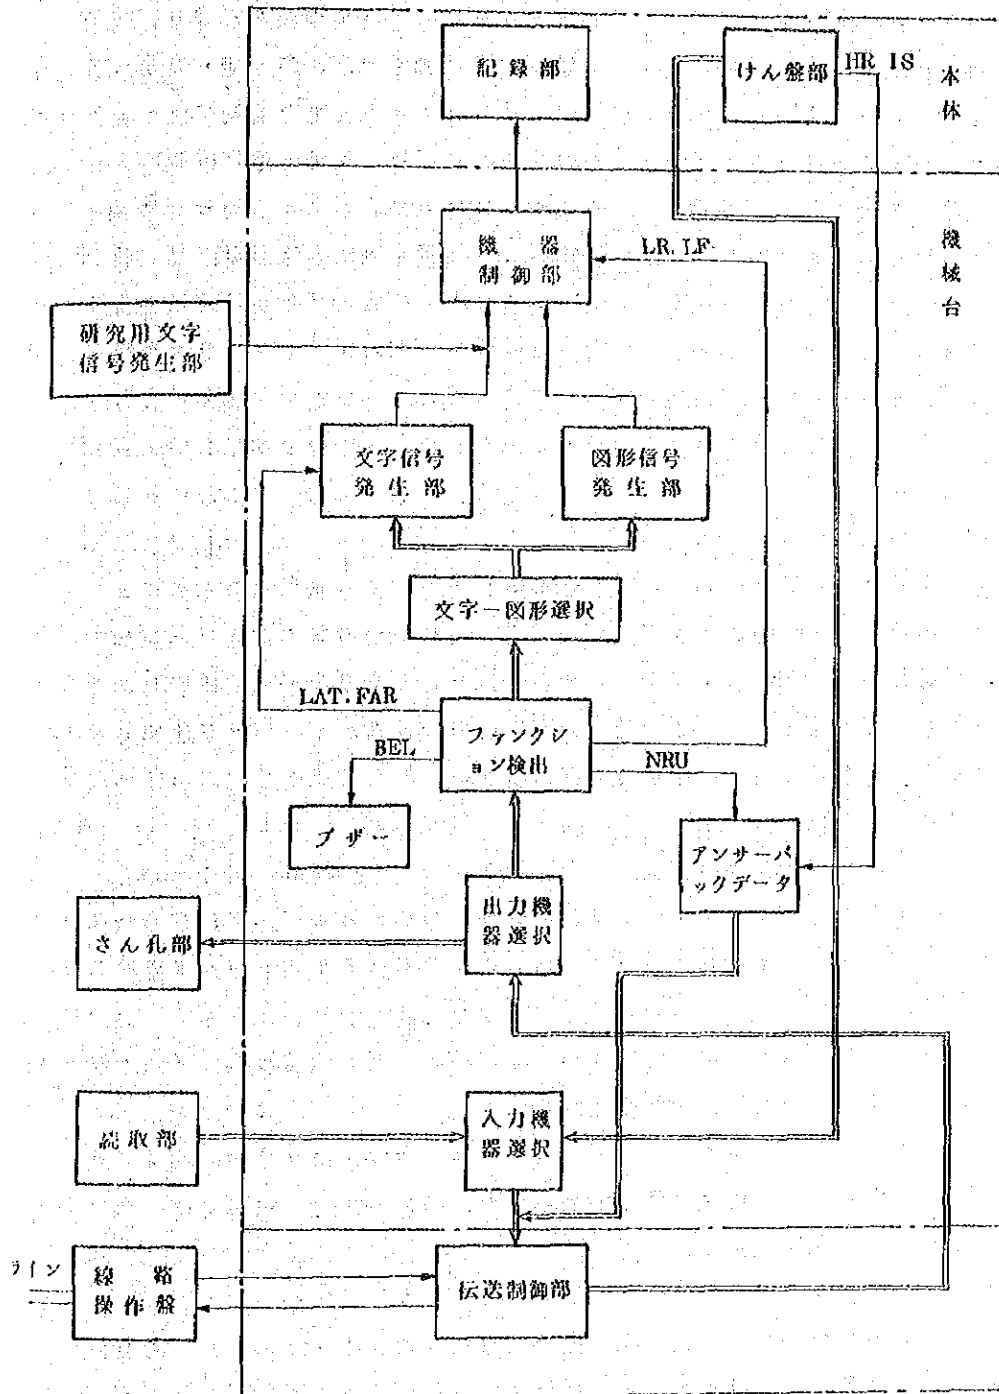 記録部
けん盤部
HR IS
本
体
機 器
制御部
LR.LF
機
械
台
研究用文字
信号発生部
文字信号
発生部
図形信号
発生部
文字－図形選択
LAT.FAR
ファンクシ
ョン検出
BEL
NRU
ブザー
アンサーバ
ックデータ
出力機
器選択
さん孔部
入力機
器選択
読取部
ライン
線 路
操作盤
伝送制御部